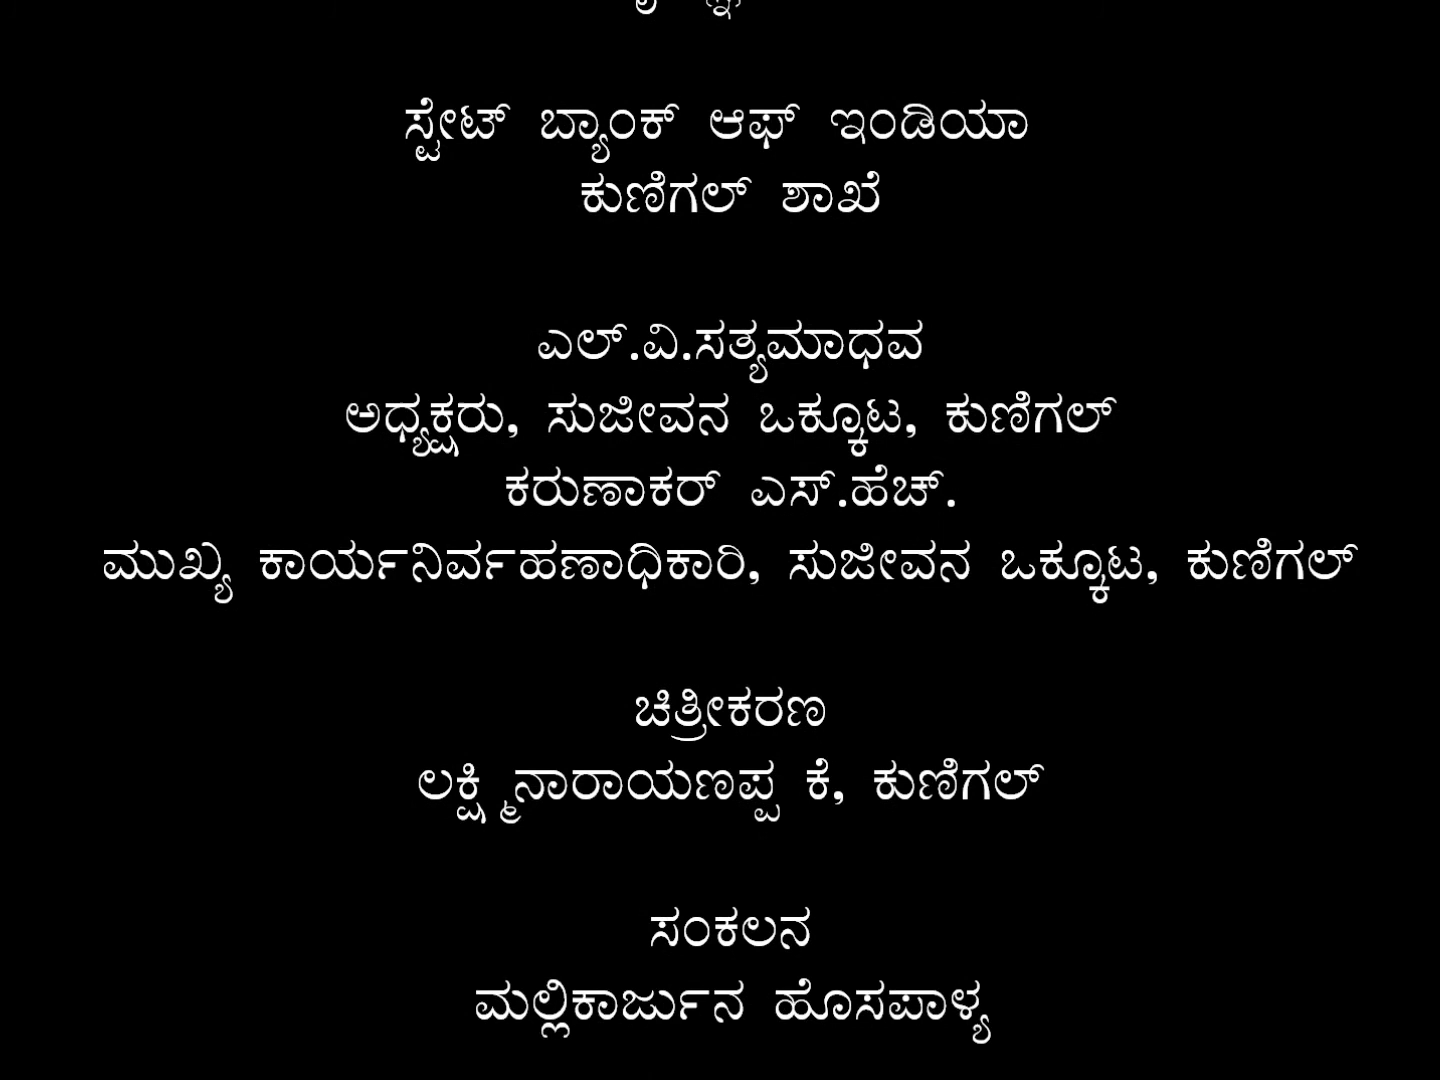 ಸ್ಟೇಟ್ ಬ್ಯಾಂಕ್ ಆಫ್ ಇಂಡಿಯಾ
ಕುಣಿಗಲ್ ಶಾಖೆ
ಎಲ್.ವಿ.ಸತ್ಯಮಾಧವ
ಅಧ್ಯಕ್ಷರು, ಸುಜೀವನ ಒಕ್ಕೂಟ, ಕುಣಿಗಲ್
ಕರುಣಾಕರ್ ಎಸ್.ಹೆಚ್.
ಮುಖ್ಯ ಕಾರ್ಯನಿರ್ವಹಣಾಧಿಕಾರಿ, ಸುಜೀವನ ಒಕ್ಕೂಟ, ಕುಣಿಗಲ್
ಚಿತ್ರೀಕರಣ
ಲಕ್ಷ್ಮಿನಾರಾಯಣಪ್ಪ ಕೆ, ಕುಣಿಗಲ್
ಸಂಕಲನ
ಮಲ್ಲಿಕಾರ್ಜುನ ಹೊಸಪಾಳ್ಯ